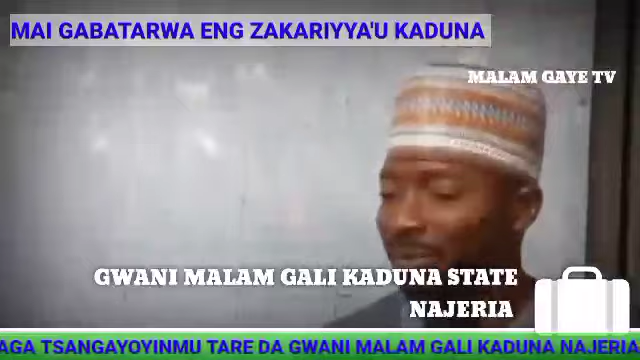 MAI GABATARWA ENG ZAKARIYYA'U KADUNA
MALAM GAYE TV
GWANI MALAM GALI KADUNA STATE
NAJERIA
AGA TSANGAYOYINMU TARE DA GWANI MALAM GALI KADUNA NAJERIA